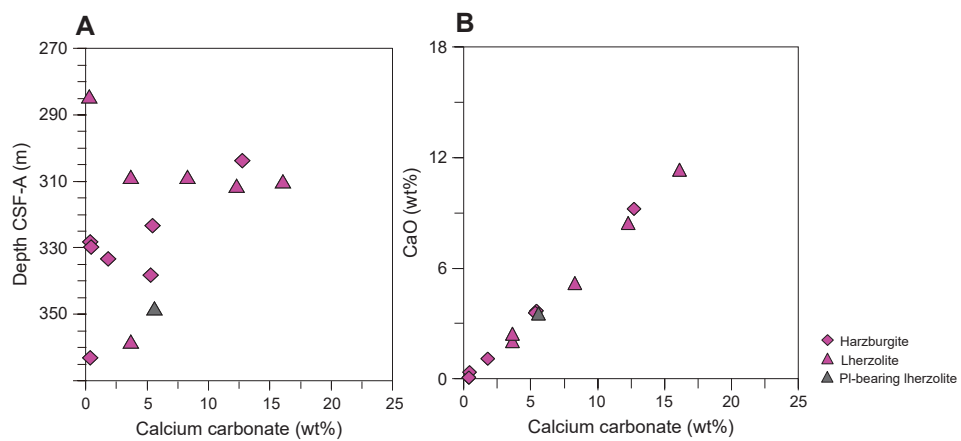 A
270
290
310
330
350
0
5
10
15
20
25
Depth CSF-A (m)
Calcium carbonate (wt%)
B
18
12
6
0
0
5
10
15
20
25
CaO (wt%)
Calcium carbonate (wt%)
Harzburgite
Lherzolite
Pl-bearing lherzolite